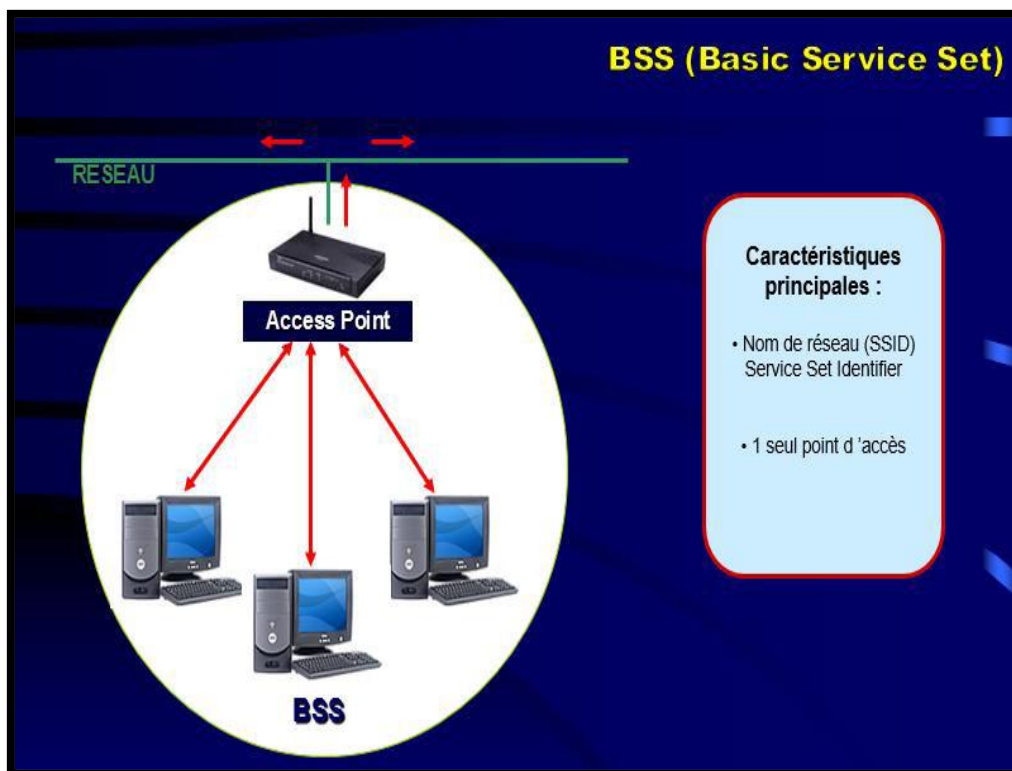 BSS (Basic Service Set)
RESEAU
Access Point
BSS
Caractéristiques
principales :
• Nom de réseau (SSID)
Service Set Identifier
• 1 seul point d 'accès